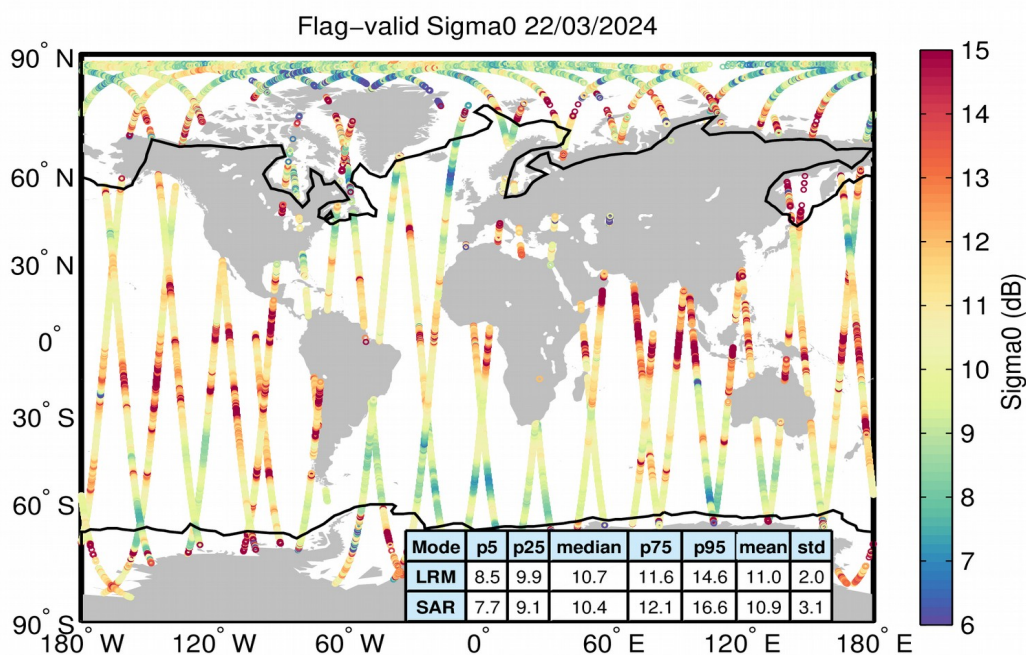 Flag−valid Sigma0 22/03/2024
90° N
60° N
30° N
0°
30° S
60° S
90° S
180° W
120° W
60° W
0°
60° E
120° E
180° E
15
14
13
12
11
10
9
8
7
6
Sigma0 (dB)
Mode p5 p25 median p75 p95 mean std
LRM 8.5 9.9 10.7 11.6 14.6 11.0 2.0
SAR 7.7 9.1 10.4 12.1 16.6 10.9 3.1